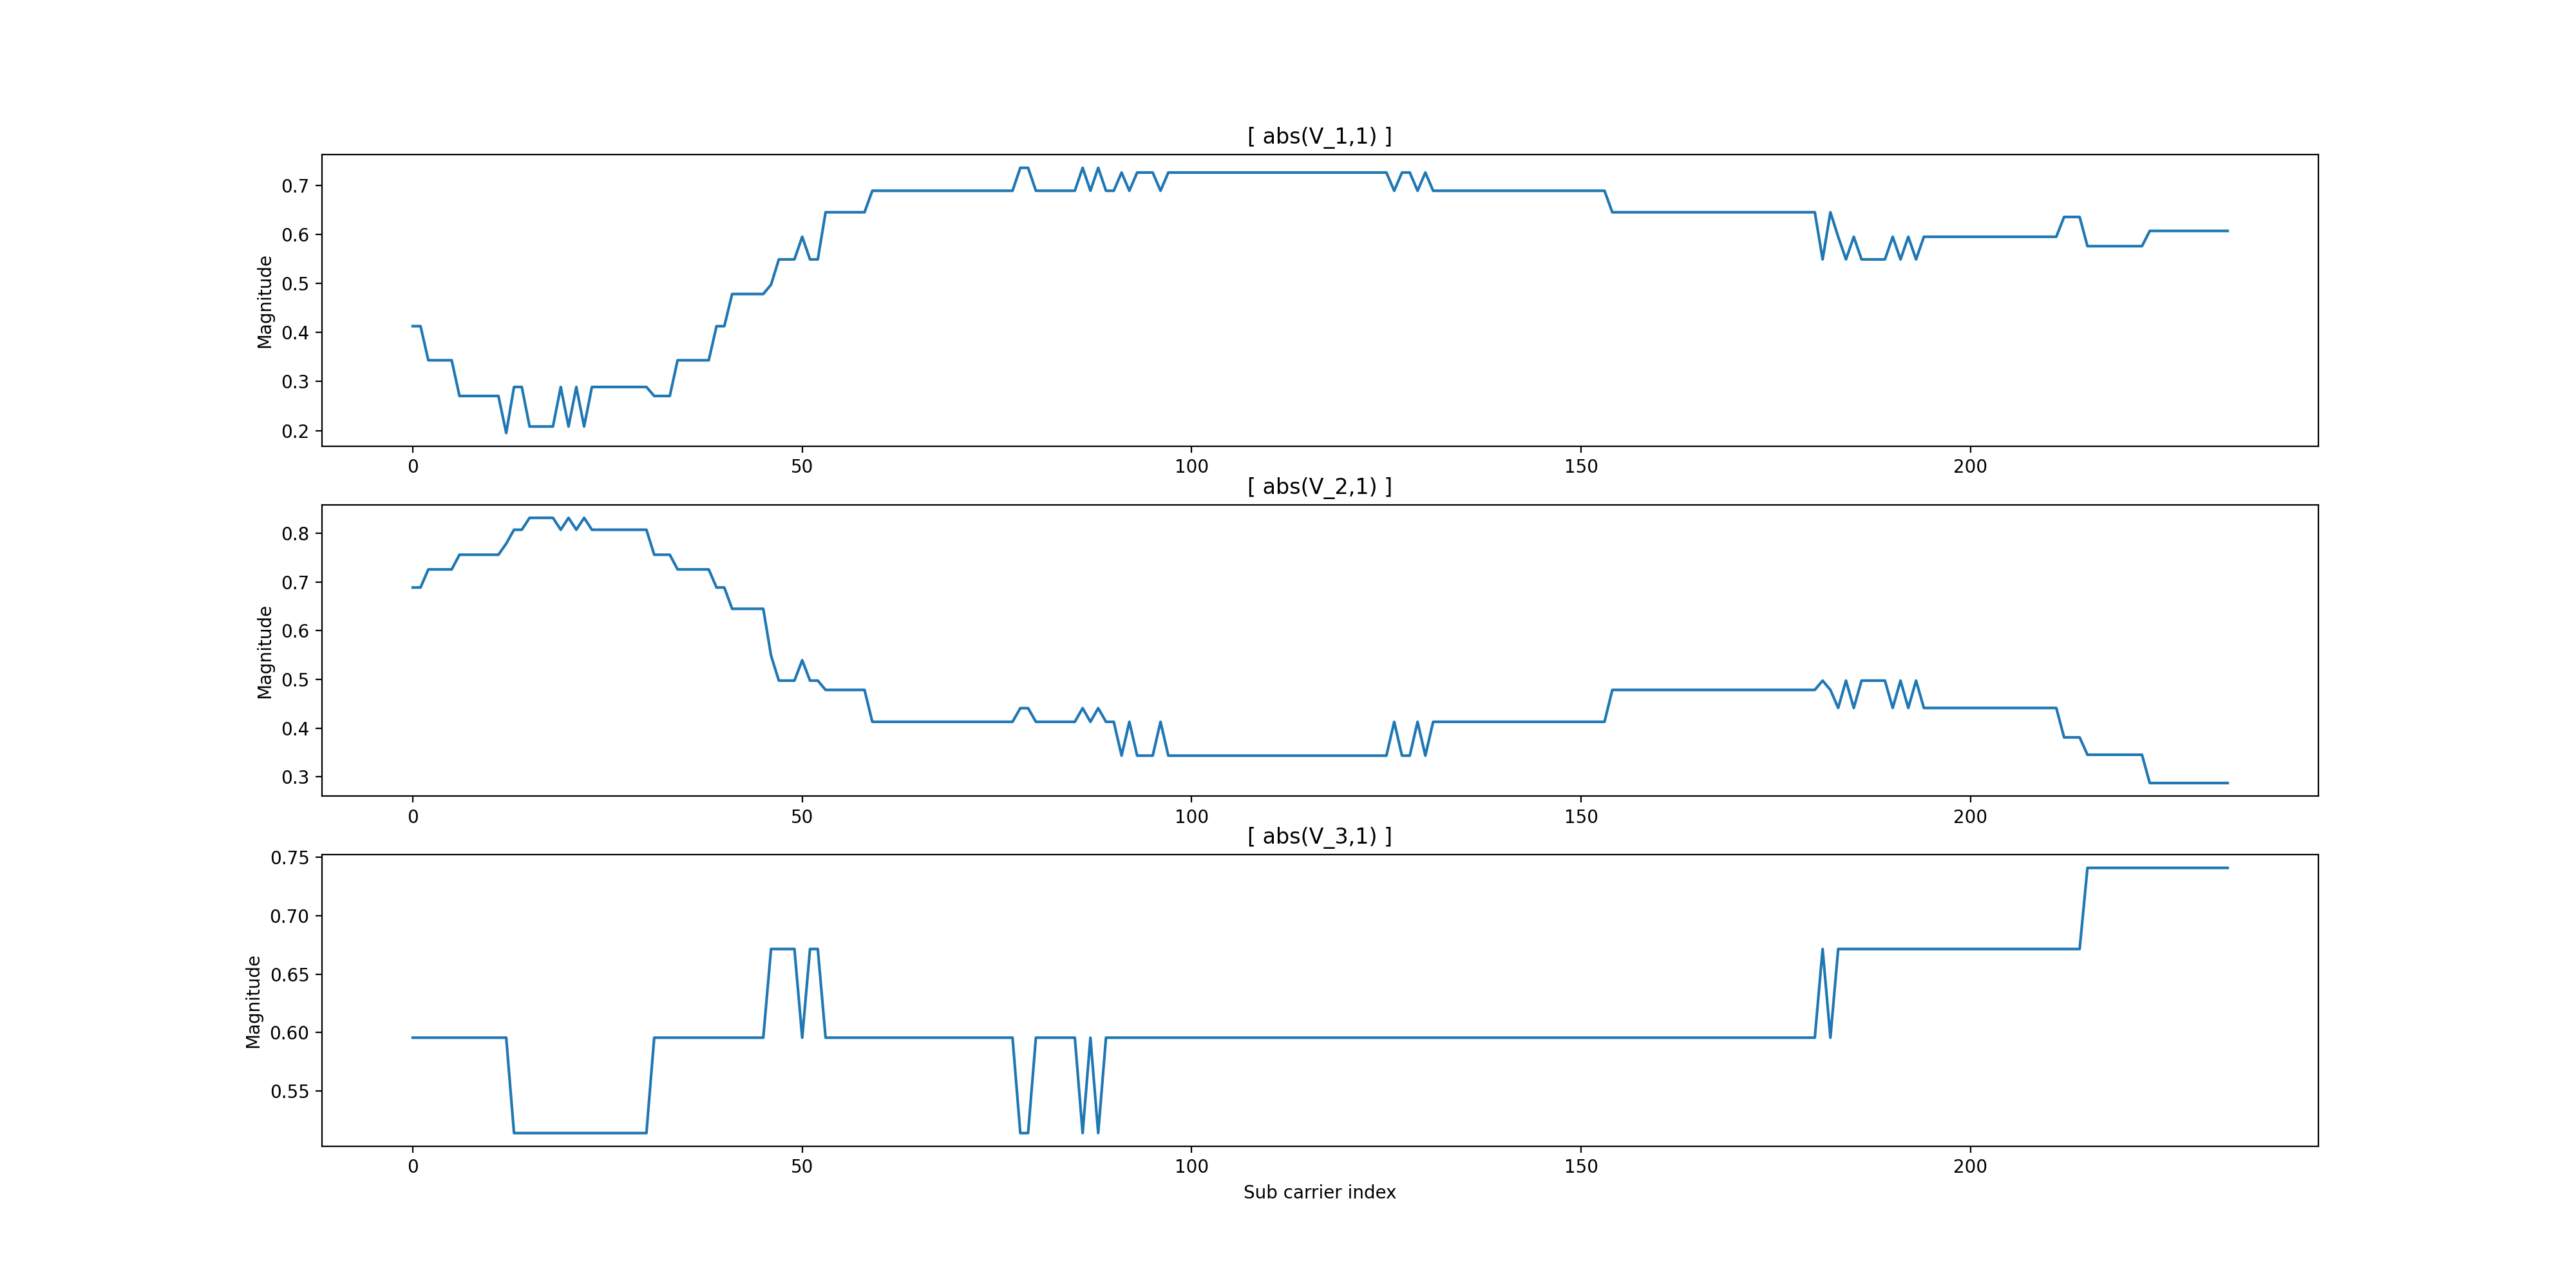 [ abs(V_1,1) ]
Magnitude
0.7
0.6
0.5
0.4
0.3
0.2
0 50 100 150 200
[ abs(V_2,1) ]
Magnitude
0.8
0.7
0.6
0.5
0.4
0.3
0 50 100 150 200
[ abs(V_3,1) ]
Magnitude
0.75
0.70
0.65
0.60
0.55
0 50 100 150 200
Sub carrier index